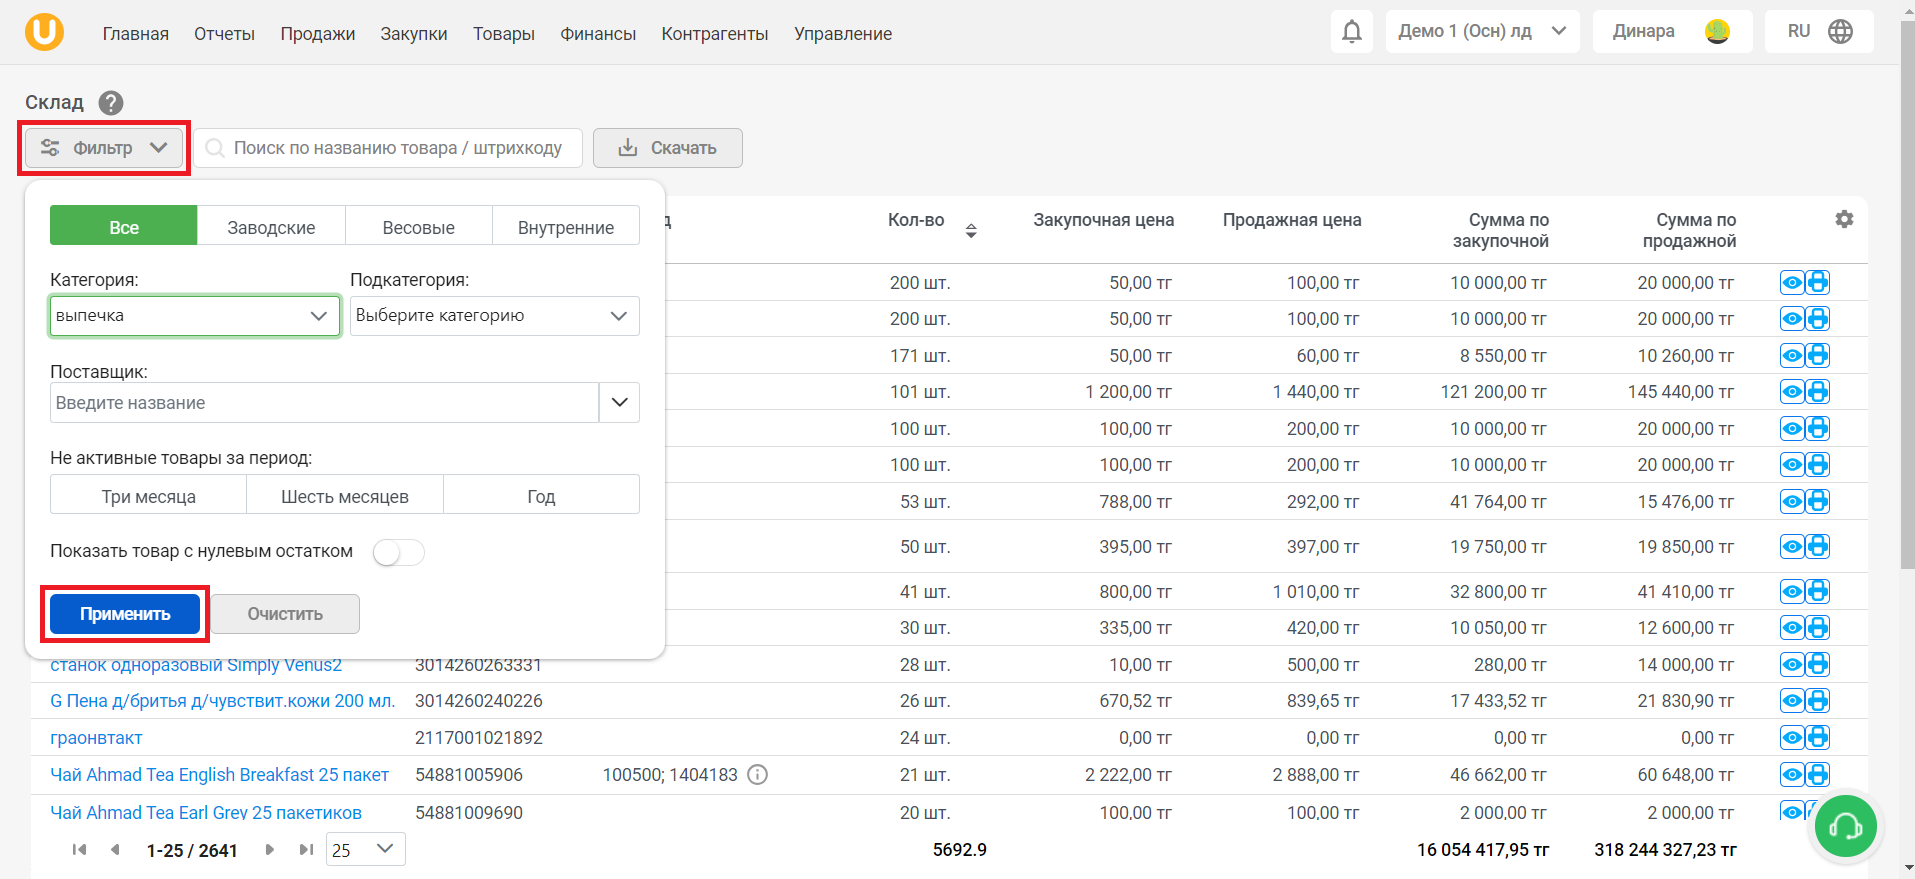 Главная Отчеты Продажи Закупки Товары Финансы Контрагенты Управление Демо 1 (Осн) лд Динара RU
Склад ?
Фильтр Поиск по названию товара / штрихкоду Скачать
Все Заводские Весовые Внутренние
Категория: Подкатегория:
выпечка Выберите категорию
Поставщик:
Введите название
Не активные товары за период:
Три месяца Шесть месяцев Год
Показать товар с нулевым остатком
Применить Очистить
Кол-во Закупочная цена Продажная цена Сумма по закупочной Сумма по продажной
200 шт. 50,00 тг 100,00 тг 10 000,00 тг 20 000,00 тг
200 шт. 50,00 тг 100,00 тг 10 000,00 тг 20 000,00 тг
171 шт. 50,00 тг 60,00 тг 8 550,00 тг 10 260,00 тг
101 шт. 1 200,00 тг 1 440,00 тг 121 200,00 тг 145 440,00 тг
100 шт. 100,00 тг 200,00 тг 10 000,00 тг 20 000,00 тг
100 шт. 100,00 тг 200,00 тг 10 000,00 тг 20 000,00 тг
53 шт. 788,00 тг 292,00 тг 41 764,00 тг 15 476,00 тг
50 шт. 395,00 тг 397,00 тг 19 750,00 тг 19 850,00 тг
41 шт. 800,00 тг 1 010,00 тг 32 800,00 тг 41 410,00 тг
30 шт. 335,00 тг 420,00 тг 10 050,00 тг 12 600,00 тг
станок одноразовый Simply Venus2 3014260263331 28 шт. 10,00 тг 500,00 тг 280,00 тг 14 000,00 тг
G Пена д/бритья д/чувствит.кожи 200 мл. 3014260240226 26 шт. 670,52 тг 839,65 тг 17 433,52 тг 21 830,90 тг
граонвтакт 2117001021892 24 шт. 0,00 тг 0,00 тг 0,00 тг 0,00 тг
Чай Ahmad Tea English Breakfast 25 пакет 54881005906 100500; 1404183 21 шт. 2 222,00 тг 2 888,00 тг 46 662,00 тг 60 648,00 тг
Чай Ahmad Tea Earl Grey 25 пакетиков 54881009690 20 шт. 100,00 тг 100,00 тг 2 000,00 тг 2 000,00 тг
1-25 / 2641 25 5692.9 16 054 417,95 тг 318 244 327,23 тг